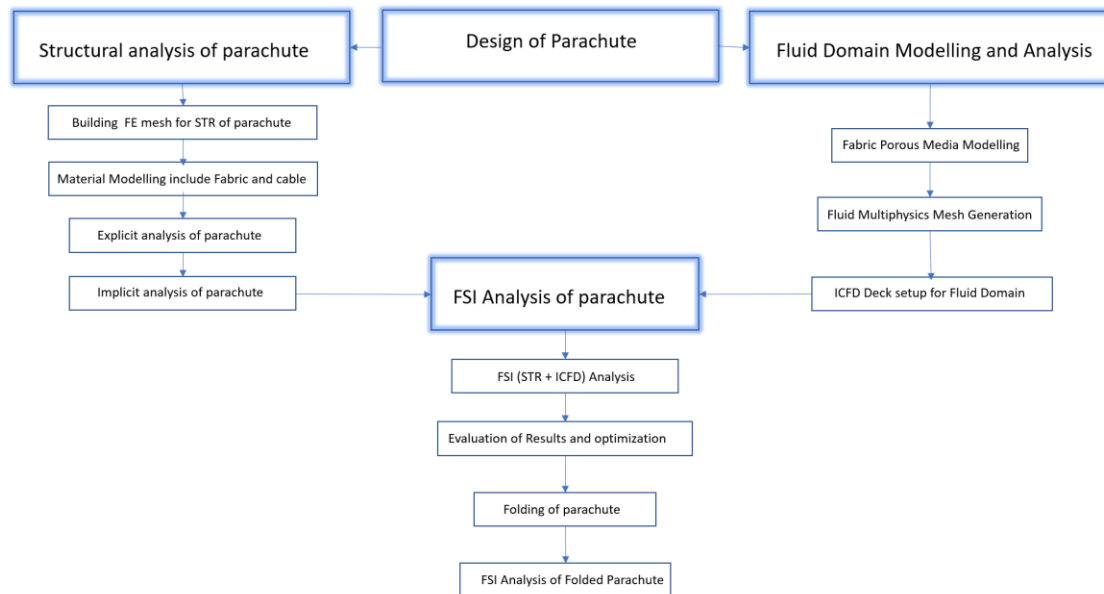 Structural analysis of parachute
Design of Parachute
Fluid Domain Modelling and Analysis
Building FE mesh for STR of parachute
Material Modelling include Fabric and cable
Explicit analysis of parachute
Implicit analysis of parachute
Fabric Porous Media Modelling
Fluid Multiphysics Mesh Generation
ICFD Deck setup for Fluid Domain
FSI Analysis of parachute
FSI (STR + ICFD) Analysis
Evaluation of Results and optimization
Folding of parachute
FSI Analysis of Folded Parachute